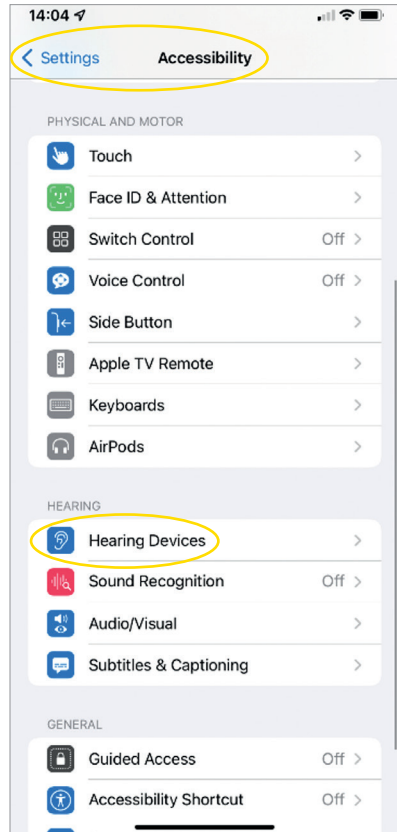 14:04
Settings Accessibility
PHYSICAL AND MOTOR
Touch
Face ID & Attention
Switch Control Off
Voice Control Off
Side Button
Apple TV Remote
Keyboards
AirPods
HEARING
Hearing Devices
Sound Recognition Off
Audio/Visual
Subtitles & Captioning
GENERAL
Guided Access Off
Accessibility Shortcut Off